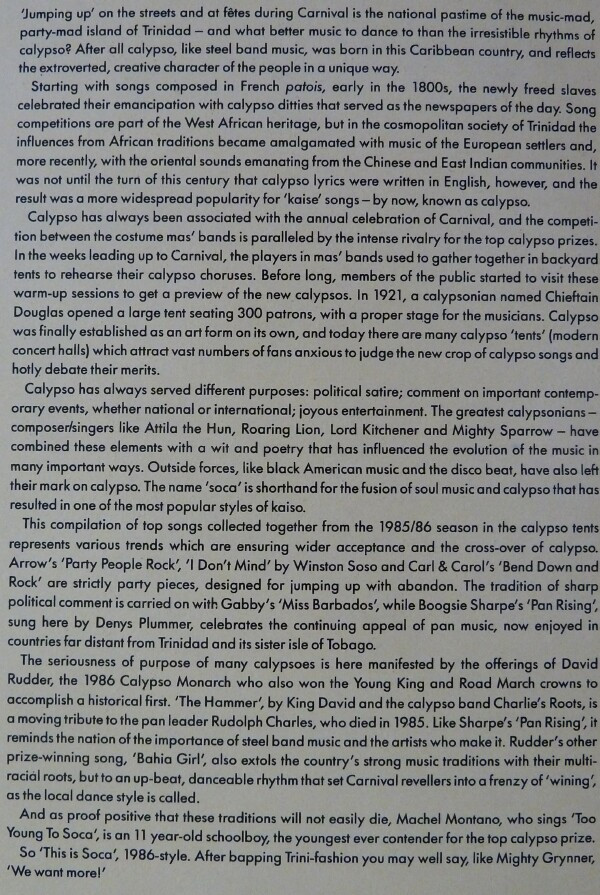 'Jumping up' on the streets and at fêtes during Carnival is the national pastime of the music-mad,
party-mad island of Trinidad – and what better music to dance to than the irresistible rhythms of
calypso? After all calypso, like steel band music, was born in this Caribbean country, and reflects
the extroverted, creative character of the people in a unique way.
Starting with songs composed in French patois, early in the 1800s, the newly freed slaves
celebrated their emancipation with calypso ditties that served as the newspapers of the day. Song
competitions are part of the West African heritage, but in the cosmopolitan society of Trinidad the
influences from African traditions became amalgamated with music of the European settlers and,
more recently, with the oriental sounds emanating from the Chinese and East Indian communities. It
was not until the turn of this century that calypso lyrics were written in English, however, and the
result was a more widespread popularity for 'kaise' songs – by now, known as calypso.
Calypso has always been associated with the annual celebration of Carnival, and the competi-
tion between the costume mas' bands is paralleled by the intense rivalry for the top calypso prizes.
In the weeks leading up to Carnival, the players in mas' bands used to gather together in backyard
tents to rehearse their calypso choruses. Before long, members of the public started to visit these
warm-up sessions to get a preview of the new calypsos. In 1921, a calypsonian named Chieftain
Douglas opened a large tent seating 300 patrons, with a proper stage for the musicians. Calypso
was finally established as an art form on its own, and today there are many calypso 'tents' (modern
concert halls) which attract vast numbers of fans anxious to judge the new crop of calypso songs and
hotly debate their merits.
Calypso has always served different purposes: political satire; comment on important contemp-
orary events, whether national or international; joyous entertainment. The greatest calypsonians –
composer/singers like Attila the Hun, Roaring Lion, Lord Kitchener and Mighty Sparrow – have
combined these elements with a wit and poetry that has influenced the evolution of the music in
many important ways. Outside forces, like black American music and the disco beat, have also left
their mark on calypso. The name 'soca' is shorthand for the fusion of soul music and calypso that has
resulted in one of the most popular styles of kaiso.
This compilation of top songs collected together from the 1985/86 season in the calypso tents
represents various trends which are ensuring wider acceptance and the cross-over of calypso.
Arrow's 'Party People Rock', 'I Don't Mind' by Winston Soso and Carl & Carol's 'Bend Down and
Rock' are strictly party pieces, designed for jumping up with abandon. The tradition of sharp
political comment is carried on with Gabby's 'Miss Barbados', while Boogsie Sharpe's 'Pan Rising',
sung here by Denys Plummer, celebrates the continuing appeal of pan music, now enjoyed in
countries far distant from Trinidad and its sister isle of Tobago.
The seriousness of purpose of many calypsoes is here manifested by the offerings of David
Rudder, the 1986 Calypso Monarch who also won the Young King and Road March crowns to
accomplish a historical first. 'The Hammer', by King David and the calypso band Charlie's Roots, is
a moving tribute to the pan leader Rudolph Charles, who died in 1985. Like Sharpe's 'Pan Rising', it
reminds the nation of the importance of steel band music and the artists who make it. Rudder's other
prize-winning song, 'Bahia Girl', also extols the country's strong music traditions with their multi-
racial roots, but to an up-beat, danceable rhythm that set Carnival revellers into a frenzy of 'wining',
as the local dance style is called.
And as proof positive that these traditions will not easily die, Machel Montano, who sings 'Too
Young To Soca', is an 11 year-old schoolboy, the youngest ever contender for the top calypso prize.
So 'This is Soca', 1986-style. After bapping Trini-fashion you may well say, like Mighty Grynner,
'We want more!'